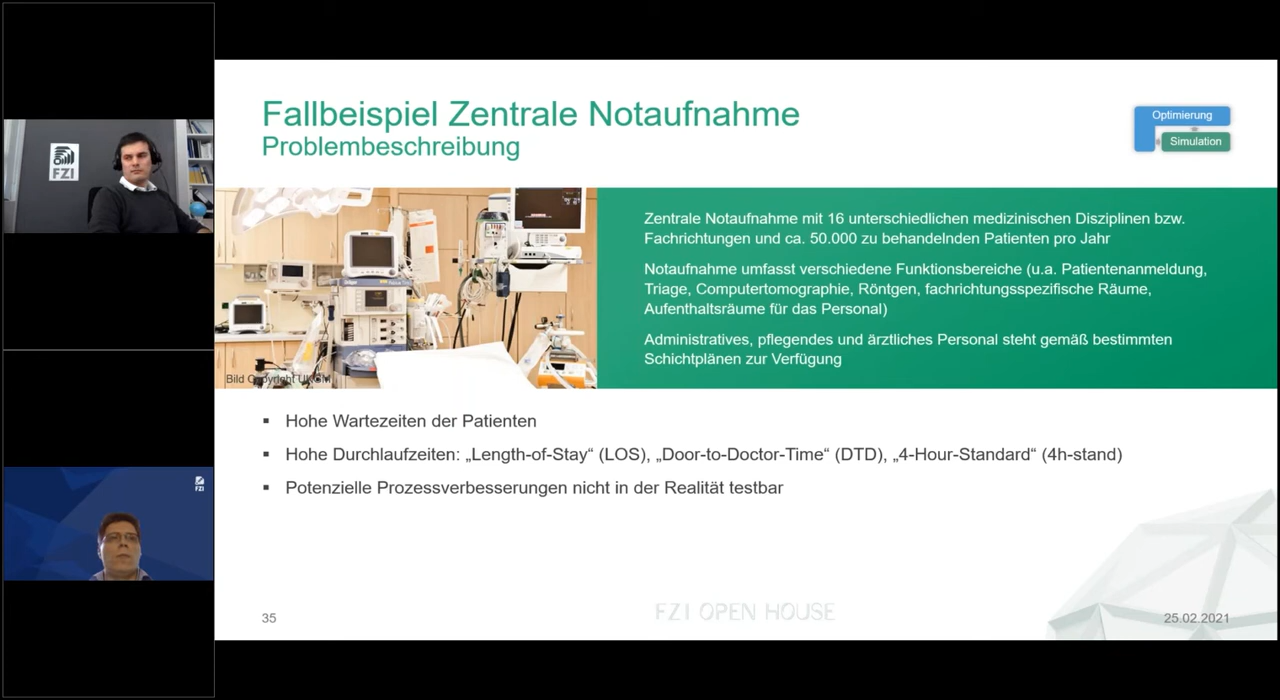 FZI
FZI
Fallbeispiel Zentrale Notaufnahme
Problembeschreibung
Optimierung
Simulation
Zentrale Notaufnahme mit 16 unterschiedlichen medizinischen Disziplinen bzw.
Fachrichtungen und ca. 50.000 zu behandelnden Patienten pro Jahr
Notaufnahme umfasst verschiedene Funktionsbereiche (u.a. Patientenanmeldung,
Triage, Computertomographie, Röntgen, fachrichtungsspezifische Räume,
Aufenthaltsräume für das Personal)
Administratives, pflegendes und ärztliches Personal steht gemäß bestimmten
Schichtplänen zur Verfügung
Bild Copyright UKGM
▪ Hohe Wartezeiten der Patienten
▪ Hohe Durchlaufzeiten: „Length-of-Stay“ (LOS), „Door-to-Doctor-Time“ (DTD), „4-Hour-Standard“ (4h-stand)
▪ Potenzielle Prozessverbesserungen nicht in der Realität testbar
35
FZI OPEN HOUSE
25.02.2021